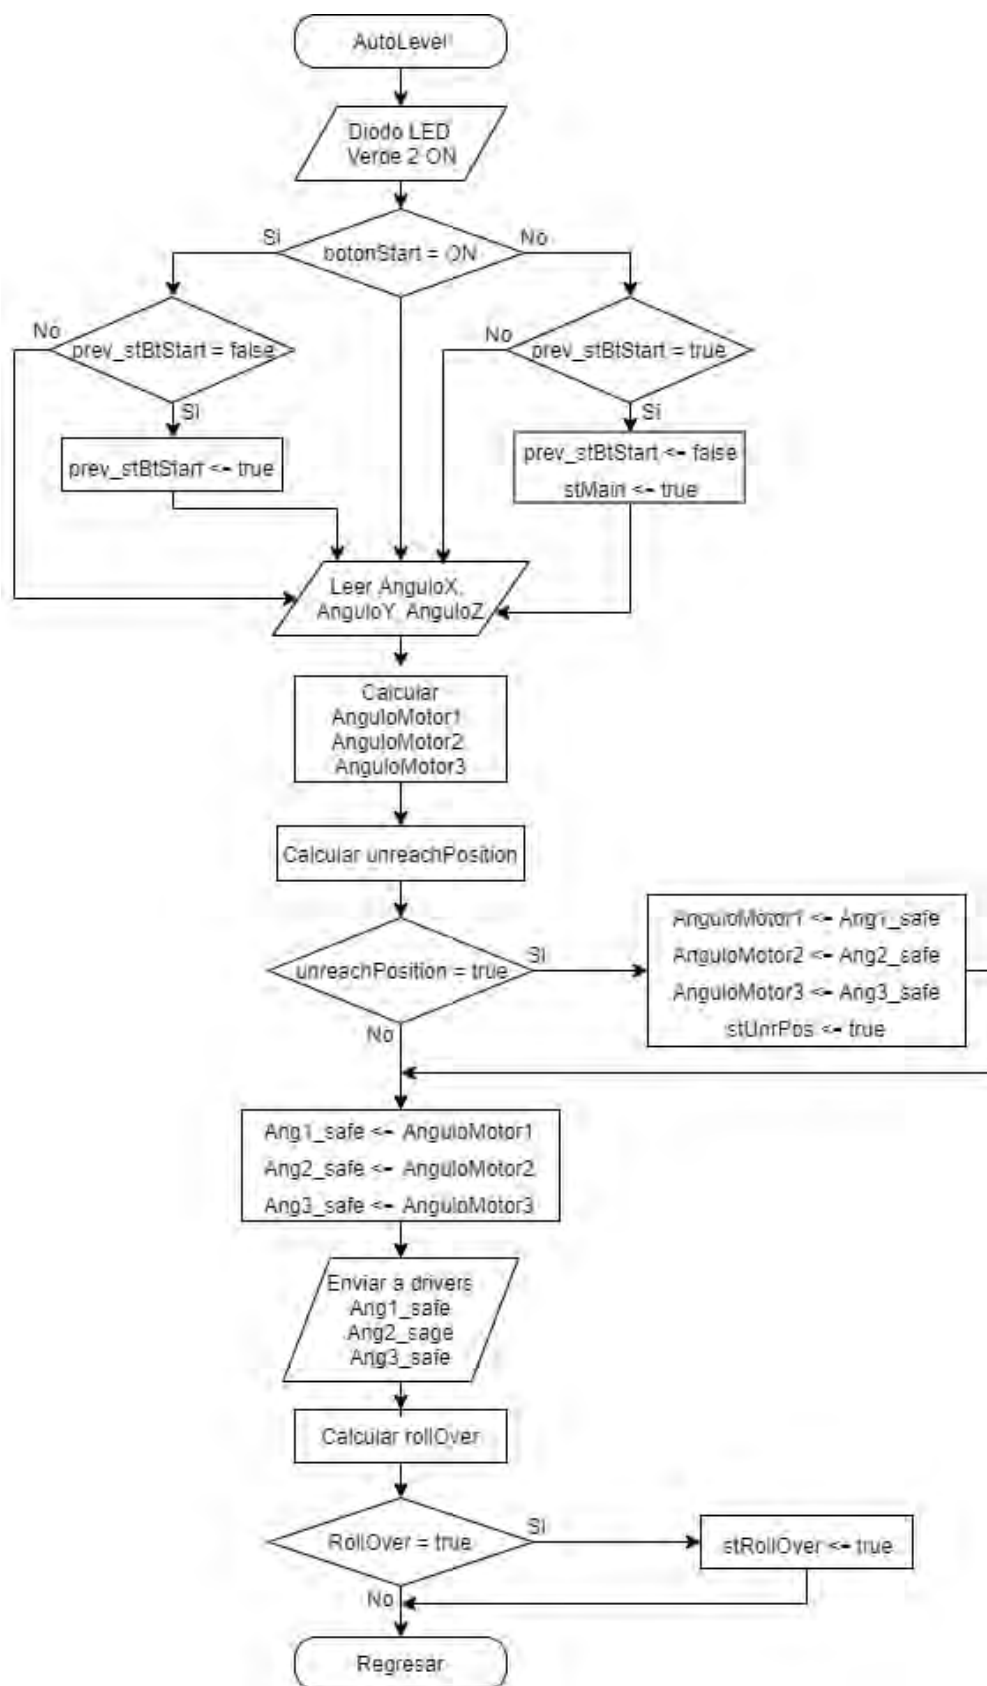 AutoLevel
Diodo LED
Verde 2 ON
botonStart = ON
Si
No
prev_stBtStart = false
No
Si
prev_stBtStart = true
No
Si
prev_stBtStart <- true
prev_stBtStart <- false
stMain <- true
Leer AnguloX,
AnguloY, AnguloZ
Calcular
AnguloMotor1
AnguloMotor2
AnguloMotor3
Calcular unreachPosition
unreachPosition = true
Si
No
AnguloMotor1 <- Ang1_safe
AnguloMotor2 <- Ang2_safe
AnguloMotor3 <- Ang3_safe
stUnrPos <- true
Ang1_safe <- AnguloMotor1
Ang2_safe <- AnguloMotor2
Ang3_safe <- AnguloMotor3
Enviar a drivers
Ang1_safe
Ang2_sage
Ang3_safe
Calcular rollOver
RollOver = true
Si
No
stRollOver <- true
Regresar